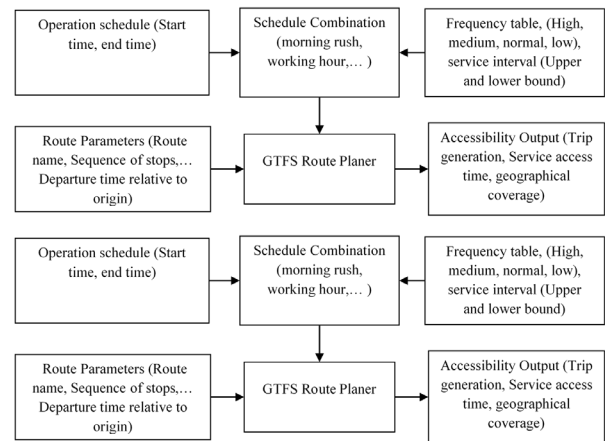 Operation schedule (Start
time, end time)
Schedule Combination
(morning rush,
working hour,… )
Frequency table, (High,
medium, normal, low),
service interval (Upper
and lower bound)
Route Parameters (Route
name, Sequence of stops,…
Departure time relative to
origin)
GTFS Route Planer
Accessibility Output (Trip
generation, Service access
time, geographical
coverage)
Operation schedule (Start
time, end time)
Schedule Combination
(morning rush,
working hour,… )
Frequency table, (High,
medium, normal, low),
service interval (Upper
and lower bound)
Route Parameters (Route
name, Sequence of stops,…
Departure time relative to
origin)
GTFS Route Planer
Accessibility Output (Trip
generation, Service access
time, geographical
coverage)